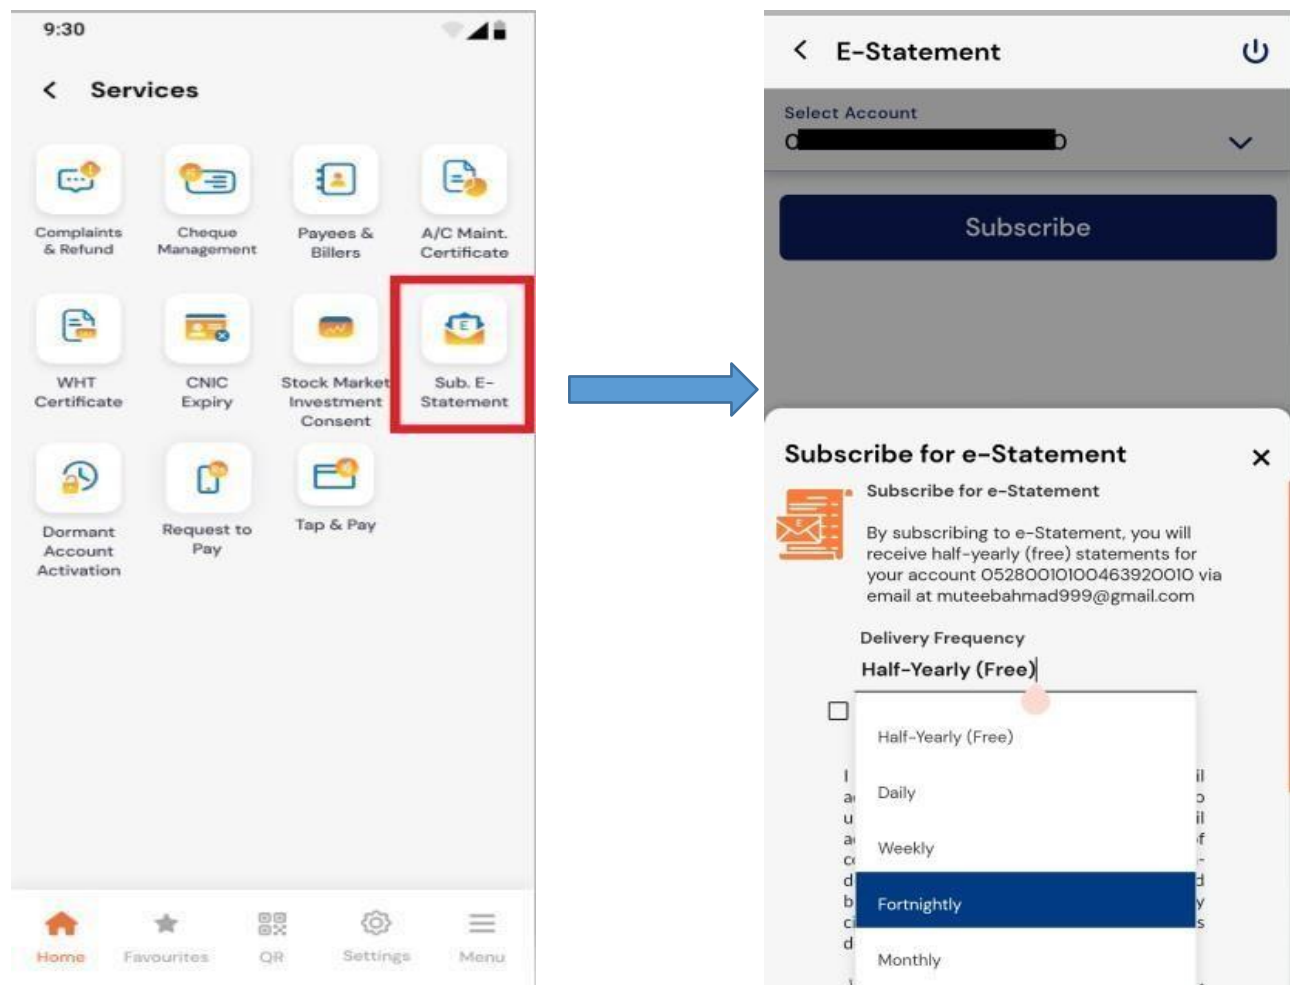 9:30
Services
Complaints
& Refund
Cheque
Management
Payees &
Billers
A/C Maint.
Certificate
WHT
Certificate
CNIC
Expiry
Stock Market
Investment
Consent
E
Sub. E-
Statement
Dormant
Account
Activation
Request to
Pay
Tap & Pay
Home
Favourites
QR
Settings
Menu
E-Statement
Select Account
Subscribe
Subscribe for e-Statement
E
Subscribe for e-Statement
By subscribing to e-Statement, you will
receive half-yearly (free) statements for
your account 05280010100463920010 via
email at muteebahmad999@gmail.com
Delivery Frequency
Half-Yearly (Free)
Half-Yearly (Free)
Daily
Weekly
Fortnightly
Monthly